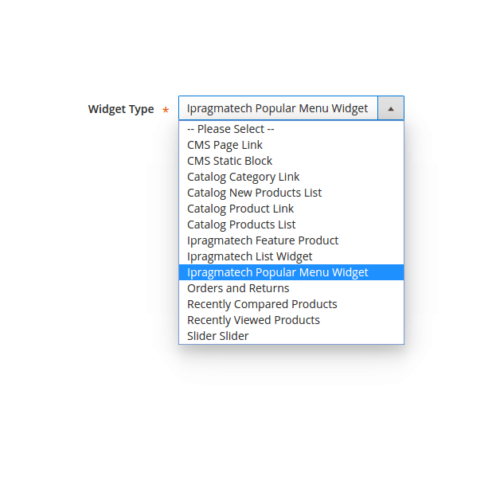 Widget Type * Ipragmatech Popular Menu Widget
-- Please Select --
CMS Page Link
CMS Static Block
Catalog Category Link
Catalog New Products List
Catalog Product Link
Catalog Products List
Ipragmatech Feature Product
Ipragmatech List Widget
Ipragmatech Popular Menu Widget
Orders and Returns
Recently Compared Products
Recently Viewed Products
Slider Slider